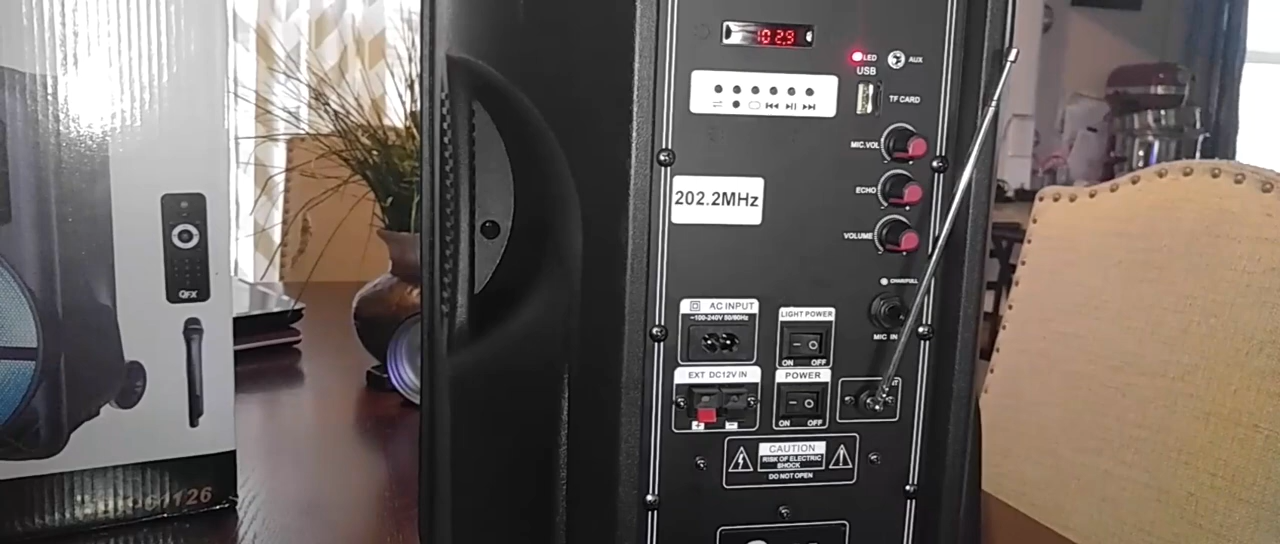 102.9
LED
AUX
USB
TF CARD
MIC.VOL
ECHO
202.2MHz
VOLUME
QFX
AC INPUT
~100-240V 50/60Hz
LIGHT POWER
ON OFF
MIC IN
EXT DC12V IN
+ −
POWER
ON OFF
CAUTION
RISK OF ELECTRIC
SHOCK
DO NOT OPEN
61126